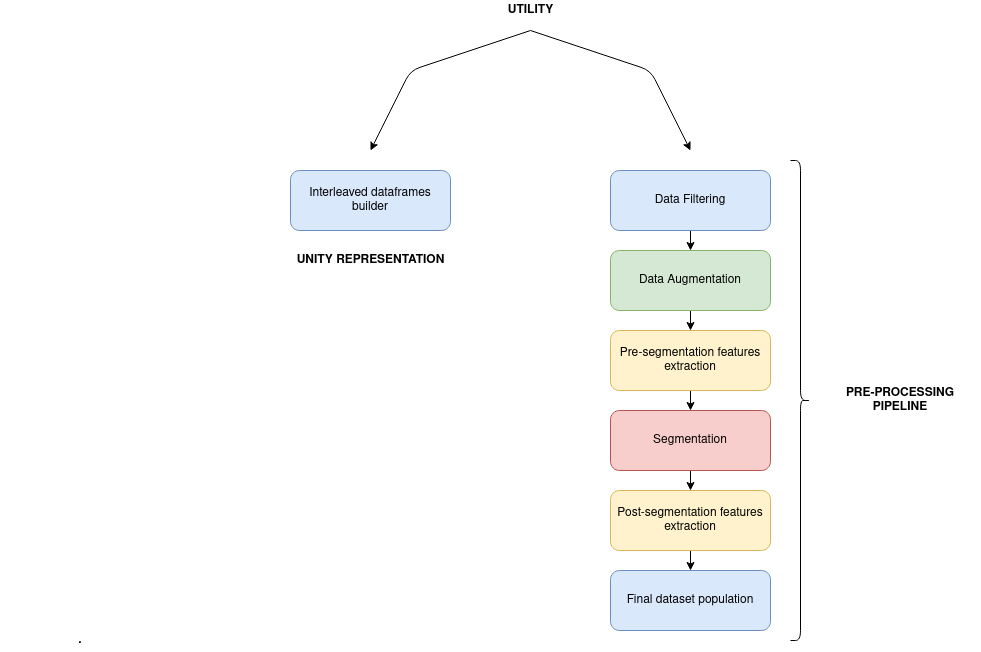 UTILITY
Interleaved dataframes
builder
UNITY REPRESENTATION
Data Filtering
Data Augmentation
Pre-segmentation features
extraction
Segmentation
Post-segmentation features
extraction
Final dataset population
PRE-PROCESSING
PIPELINE
.